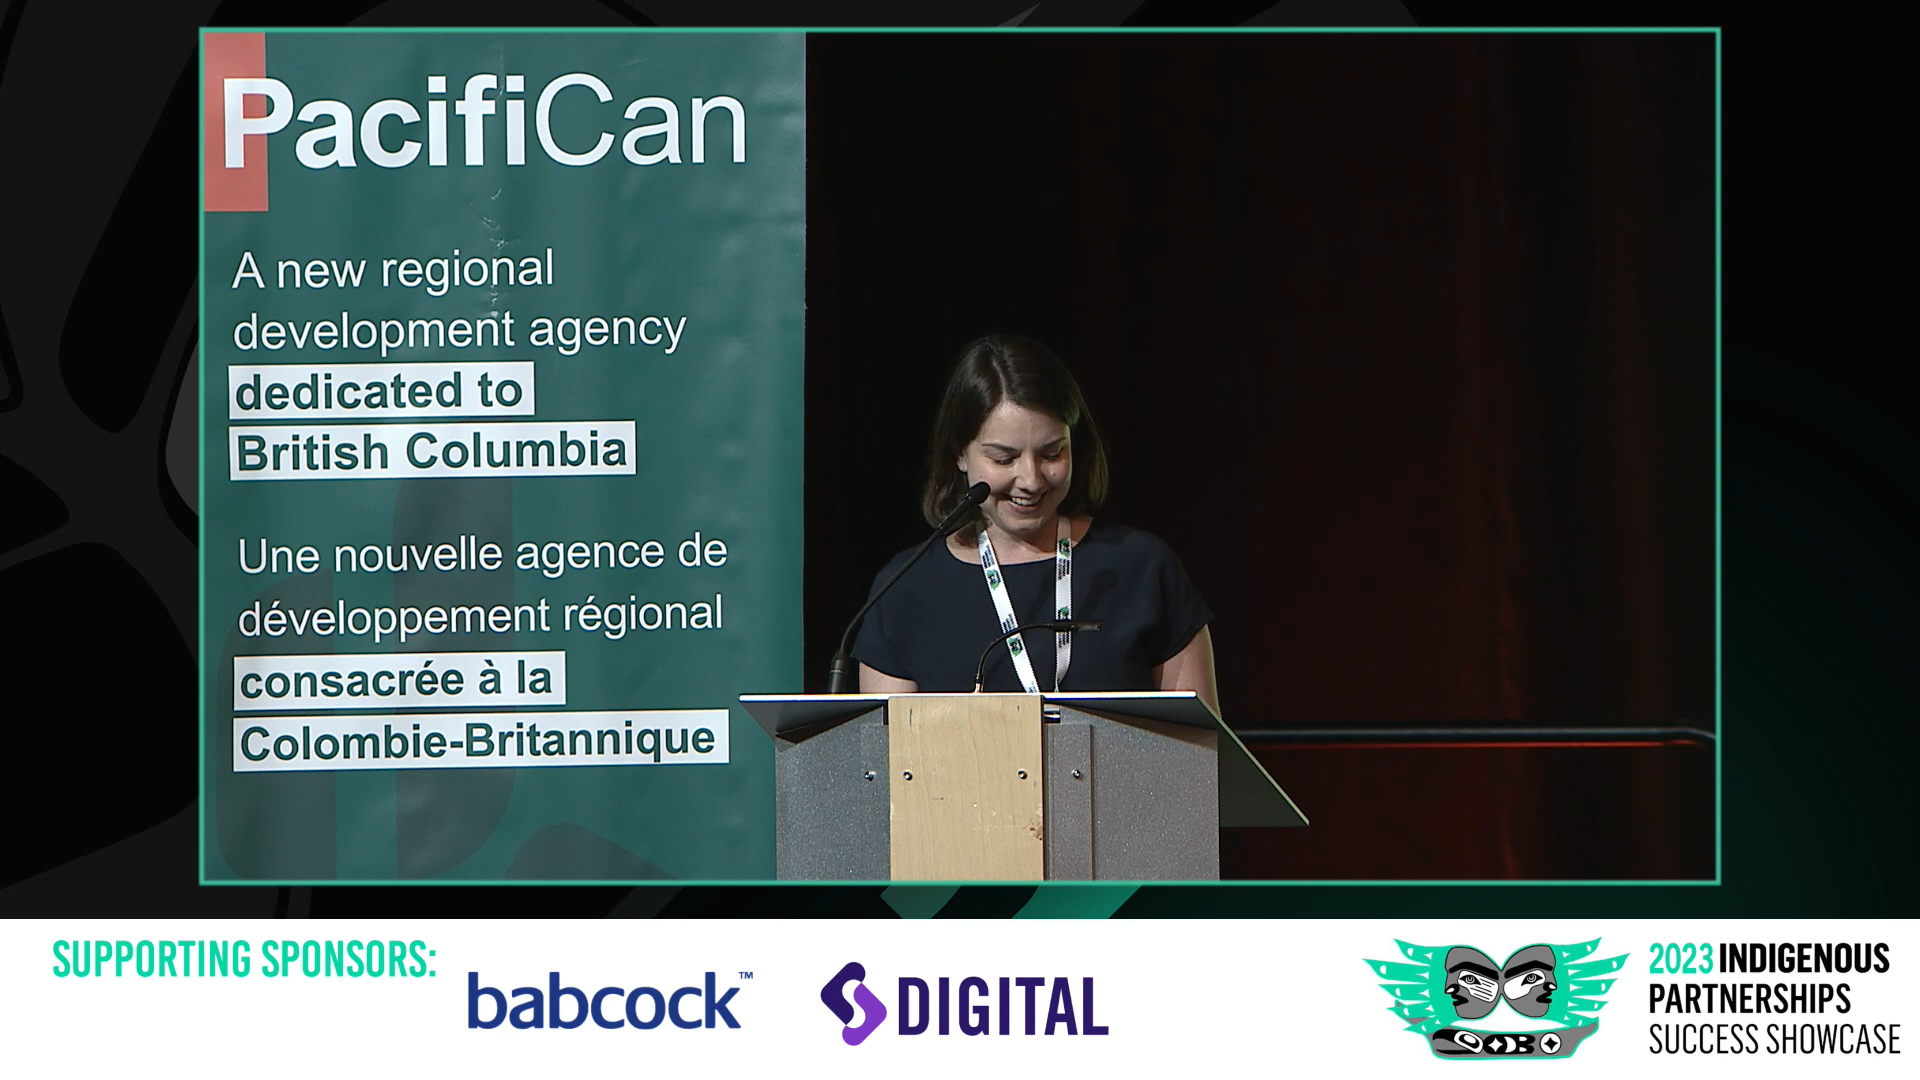 PacifiCan
A new regional
development agency
dedicated to
British Columbia
Une nouvelle agence de
développement régional
consacrée à la
Colombie-Britannique
SUPPORTING SPONSORS:
babcock™
DIGITAL
2023 INDIGENOUS
PARTNERSHIPS
SUCCESS SHOWCASE